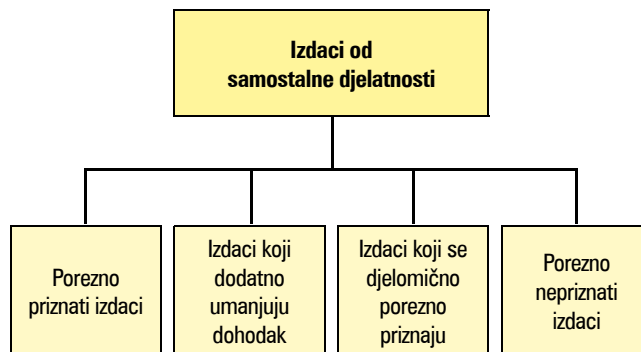 Izdaci od
samostalne djelatnosti
Porezno
priznati izdaci
Izdaci koji
dodatno
umanjuju
dohodak
Izdaci koji se
djelomično
porezno
priznaju
Porezno
nepriznati
izdaci